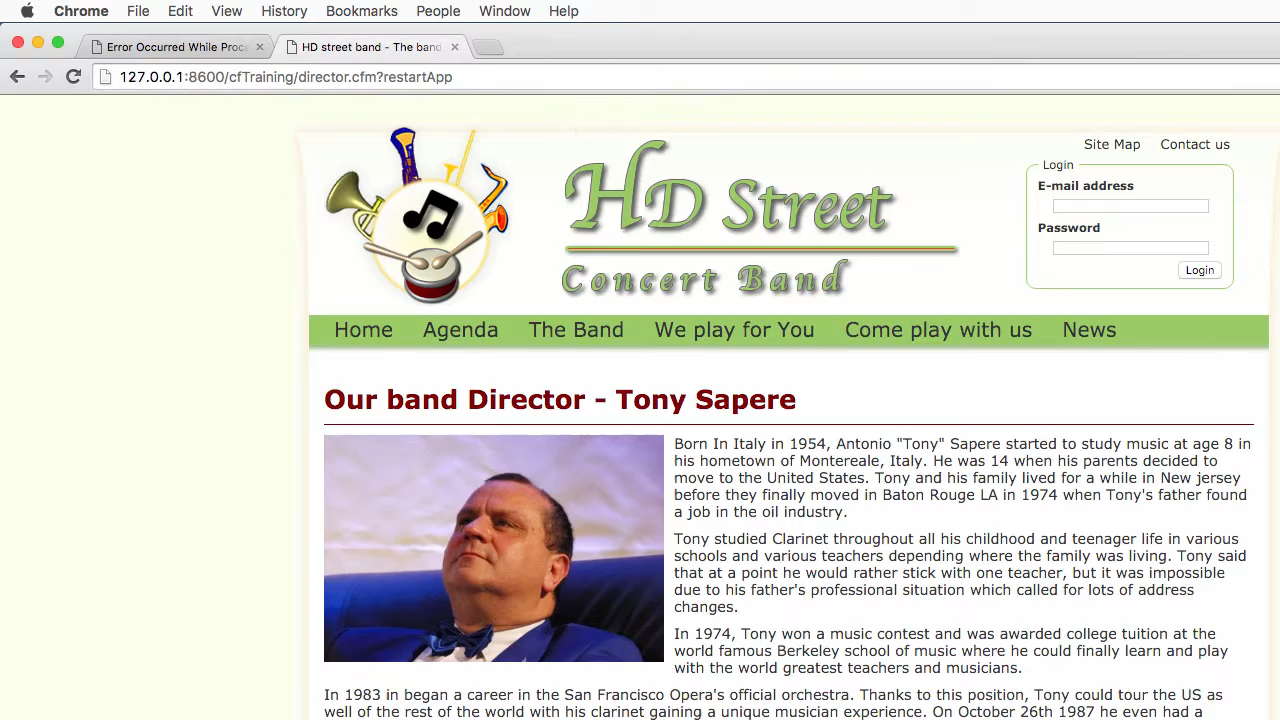 Chrome File Edit View History Bookmarks People Window Help
Error Occurred While Proce
HD street band - The band
127.0.0.1:8600/cfTraining/director.cfm?restartApp
HD Street
Concert Band
Site Map Contact us
Login
E-mail address
Password
Login
Home Agenda The Band We play for You Come play with us News
Our band Director - Tony Sapere
Born In Italy in 1954, Antonio "Tony" Sapere started to study music at age 8 in
his hometown of Montereale, Italy. He was 14 when his parents decided to
move to the United States. Tony and his family lived for a while in New jersey
before they finally moved in Baton Rouge LA in 1974 when Tony's father found
a job in the oil industry.
Tony studied Clarinet throughout all his childhood and teenager life in various
schools and various teachers depending where the family was living. Tony said
that at a point he would rather stick with one teacher, but it was impossible
due to his father's professional situation which called for lots of address
changes.
In 1974, Tony won a music contest and was awarded college tuition at the
world famous Berkeley school of music where he could finally learn and play
with the world greatest teachers and musicians.
In 1983 in began a career in the San Francisco Opera's official orchestra. Thanks to this position, Tony could tour the US as
well of the rest of the world with his clarinet gaining a unique musician experience. On October 26th 1987 he even had a